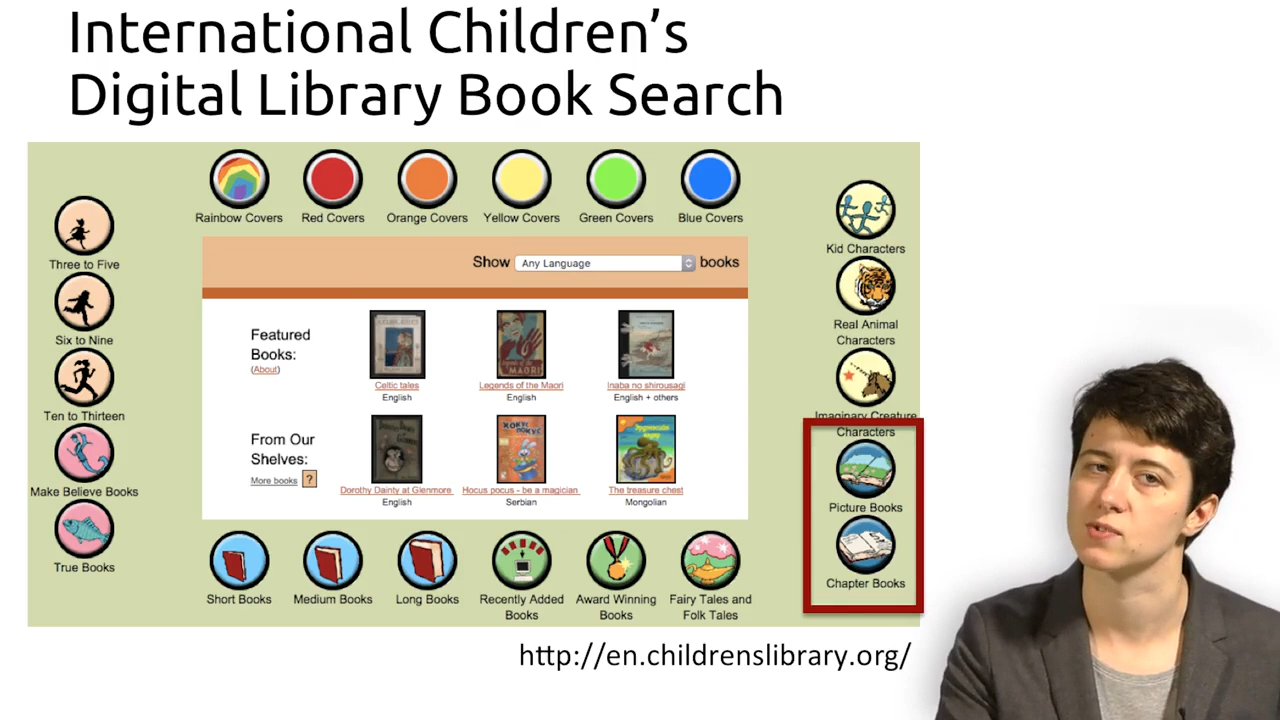 International Children's
Digital Library Book Search
Rainbow Covers
Red Covers
Orange Covers
Yellow Covers
Green Covers
Blue Covers
Three to Five
Six to Nine
Ten to Thirteen
Make Believe Books
True Books
Show Any Language books
Featured
Books:
(About)
Celtic tales
English
Legends of the Maori
English
Inaba no shirousagi
English + others
From Our
Shelves:
More books ?
Dorothy Dainty at Glenmore
English
Hocus pocus - be a magician
Serbian
The treasure chest
Mongolian
Kid Characters
Real Animal
Characters
Imaginary Creature
Characters
Picture Books
Chapter Books
Short Books
Medium Books
Long Books
Recently Added
Books
Award Winning
Books
Fairy Tales and
Folk Tales
http://en.childrenslibrary.org/